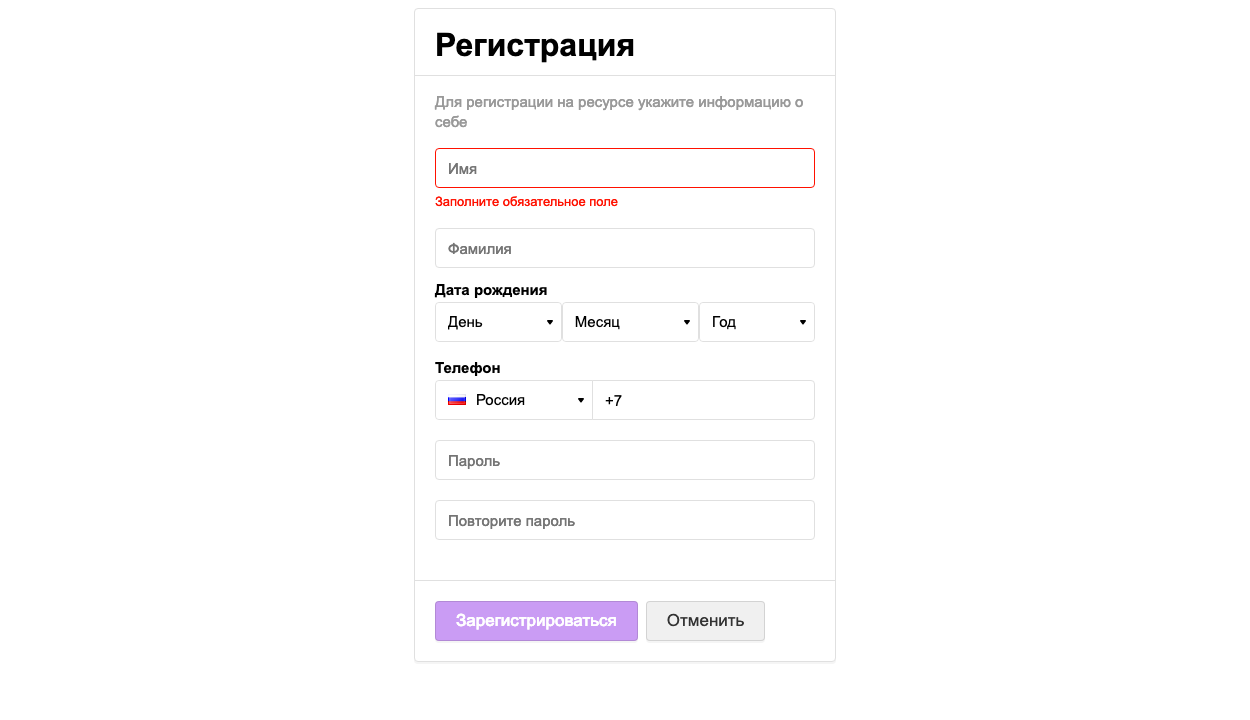 Регистрация
Для регистрации на ресурсе укажите информацию о
себе
Имя
Заполните обязательное поле
Фамилия
Дата рождения
День Месяц Год
Телефон
Россия +7
Пароль
Повторите пароль
Зарегистрироваться Отменить